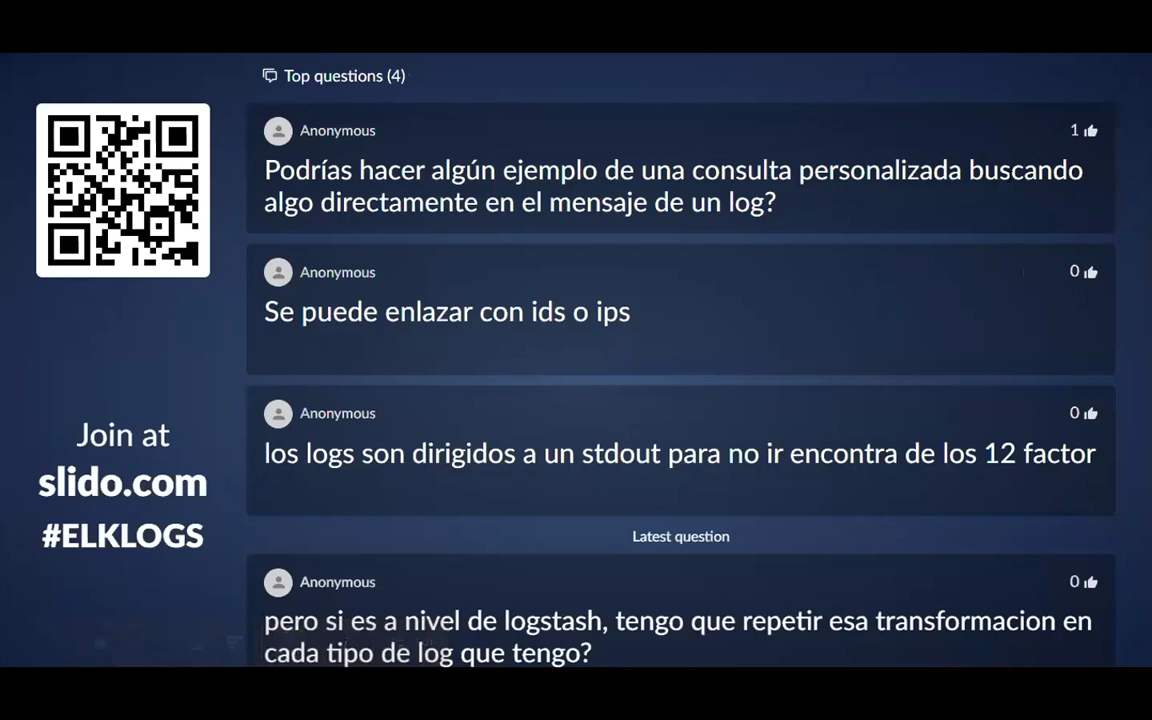 Top questions (4)
Anonymous
1
Podrías hacer algún ejemplo de una consulta personalizada buscando
algo directamente en el mensaje de un log?
Anonymous
0
Se puede enlazar con ids o ips
Anonymous
0
los logs son dirigidos a un stdout para no ir encontra de los 12 factor
Join at
slido.com
#ELKLOGS
Latest question
Anonymous
0
pero si es a nivel de logstash, tengo que repetir esa transformacion en
cada tipo de log que tengo?